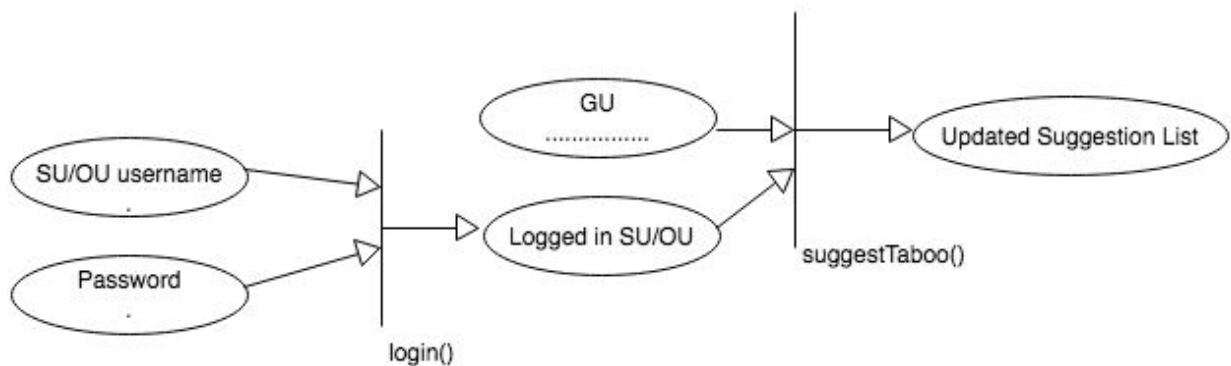 SU/OU username
.
Password
.
login()
GU
...............
Logged in SU/OU
suggestTaboo()
Updated Suggestion List